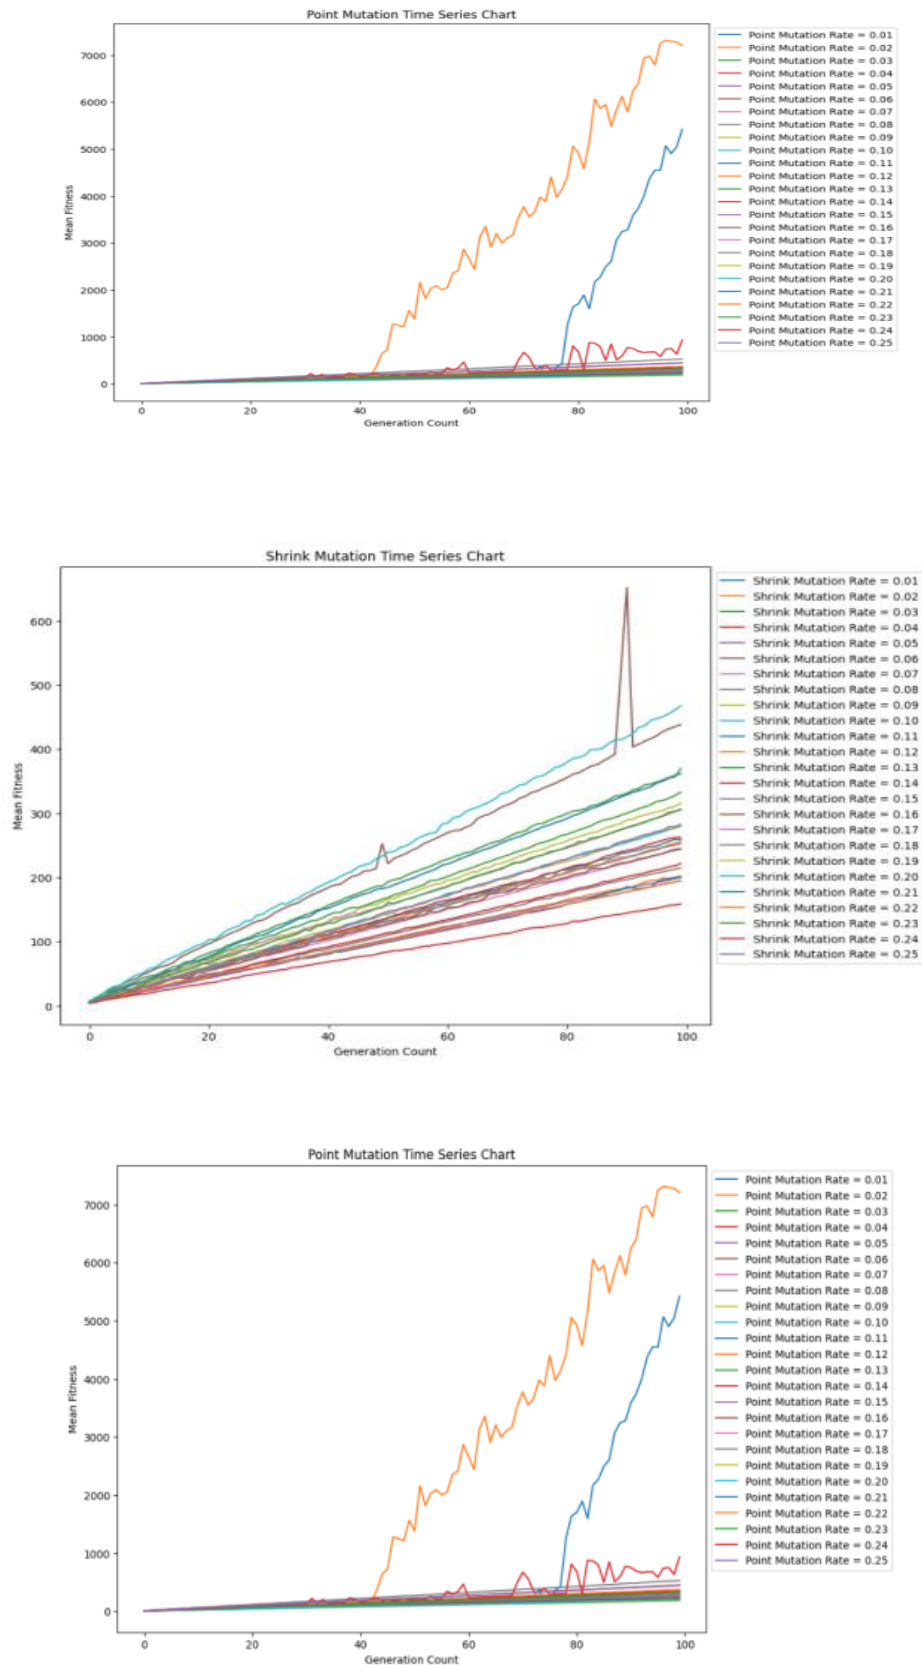 Point Mutation Time Series Chart
Mean Fitness
7000
6000
5000
4000
3000
2000
1000
0
0 20 40 60 80 100
Generation Count
Point Mutation Rate = 0.01
Point Mutation Rate = 0.02
Point Mutation Rate = 0.03
Point Mutation Rate = 0.04
Point Mutation Rate = 0.05
Point Mutation Rate = 0.06
Point Mutation Rate = 0.07
Point Mutation Rate = 0.08
Point Mutation Rate = 0.09
Point Mutation Rate = 0.10
Point Mutation Rate = 0.11
Point Mutation Rate = 0.12
Point Mutation Rate = 0.13
Point Mutation Rate = 0.14
Point Mutation Rate = 0.15
Point Mutation Rate = 0.16
Point Mutation Rate = 0.17
Point Mutation Rate = 0.18
Point Mutation Rate = 0.19
Point Mutation Rate = 0.20
Point Mutation Rate = 0.21
Point Mutation Rate = 0.22
Point Mutation Rate = 0.23
Point Mutation Rate = 0.24
Point Mutation Rate = 0.25
Shrink Mutation Time Series Chart
Mean Fitness
600
500
400
300
200
100
0
0 20 40 60 80 100
Generation Count
Shrink Mutation Rate = 0.01
Shrink Mutation Rate = 0.02
Shrink Mutation Rate = 0.03
Shrink Mutation Rate = 0.04
Shrink Mutation Rate = 0.05
Shrink Mutation Rate = 0.06
Shrink Mutation Rate = 0.07
Shrink Mutation Rate = 0.08
Shrink Mutation Rate = 0.09
Shrink Mutation Rate = 0.10
Shrink Mutation Rate = 0.11
Shrink Mutation Rate = 0.12
Shrink Mutation Rate = 0.13
Shrink Mutation Rate = 0.14
Shrink Mutation Rate = 0.15
Shrink Mutation Rate = 0.16
Shrink Mutation Rate = 0.17
Shrink Mutation Rate = 0.18
Shrink Mutation Rate = 0.19
Shrink Mutation Rate = 0.20
Shrink Mutation Rate = 0.21
Shrink Mutation Rate = 0.22
Shrink Mutation Rate = 0.23
Shrink Mutation Rate = 0.24
Shrink Mutation Rate = 0.25
Point Mutation Time Series Chart
Mean Fitness
7000
6000
5000
4000
3000
2000
1000
0
0 20 40 60 80 100
Generation Count
Point Mutation Rate = 0.01
Point Mutation Rate = 0.02
Point Mutation Rate = 0.03
Point Mutation Rate = 0.04
Point Mutation Rate = 0.05
Point Mutation Rate = 0.06
Point Mutation Rate = 0.07
Point Mutation Rate = 0.08
Point Mutation Rate = 0.09
Point Mutation Rate = 0.10
Point Mutation Rate = 0.11
Point Mutation Rate = 0.12
Point Mutation Rate = 0.13
Point Mutation Rate = 0.14
Point Mutation Rate = 0.15
Point Mutation Rate = 0.16
Point Mutation Rate = 0.17
Point Mutation Rate = 0.18
Point Mutation Rate = 0.19
Point Mutation Rate = 0.20
Point Mutation Rate = 0.21
Point Mutation Rate = 0.22
Point Mutation Rate = 0.23
Point Mutation Rate = 0.24
Point Mutation Rate = 0.25